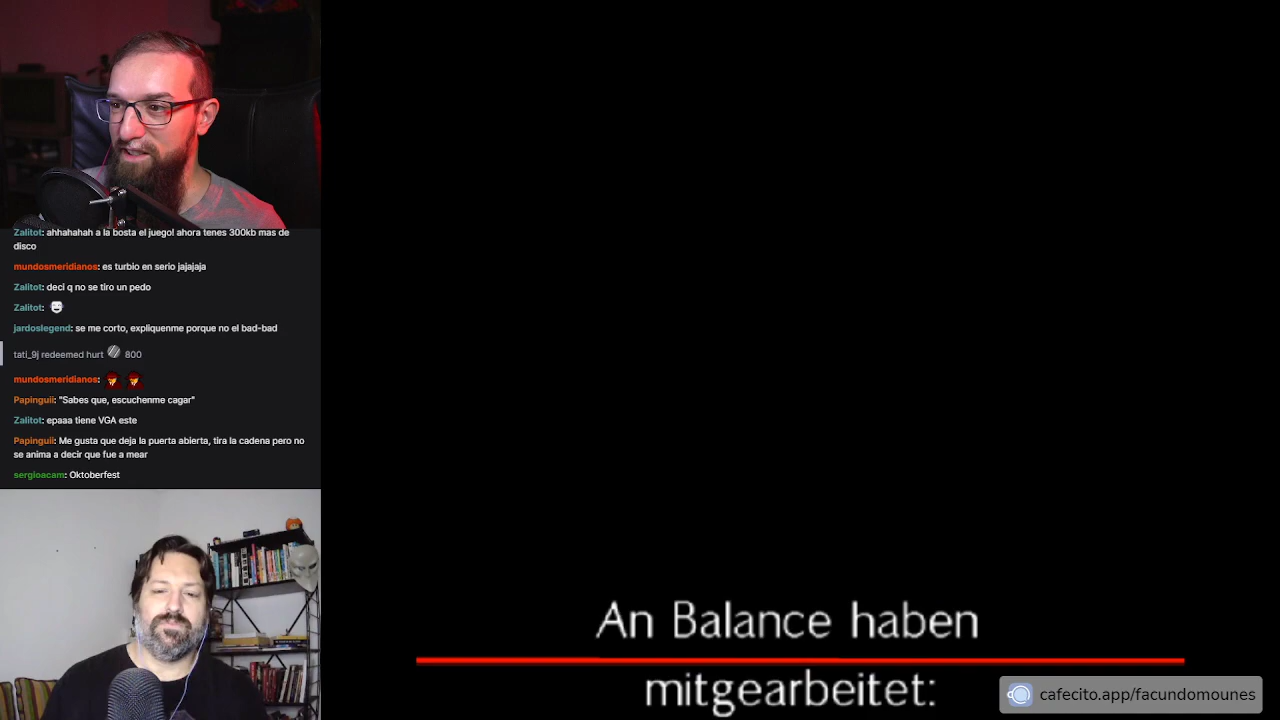 Zalitot: ahhahahah a la bosta el juego! ahora tenes 300kb mas de
disco
mundosmeridianos: es turbio en serio jajajaja
Zalitot: deci q no se tiro un pedo
Zalitot:
jardoslegend: se me corto, expliquenme porque no el bad-bad
tati_9j redeemed hurt 800
mundosmeridianos:
Papinguii: "Sabes que, escuchenme cagar"
Zalitot: epaaa tiene VGA este
Papinguii: Me gusta que deja la puerta abierta, tira la cadena pero no
se anima a decir que fue a mear
sergioacam: Oktoberfest
An Balance haben
mitgearbeitet:
cafecito.app/facundomounes